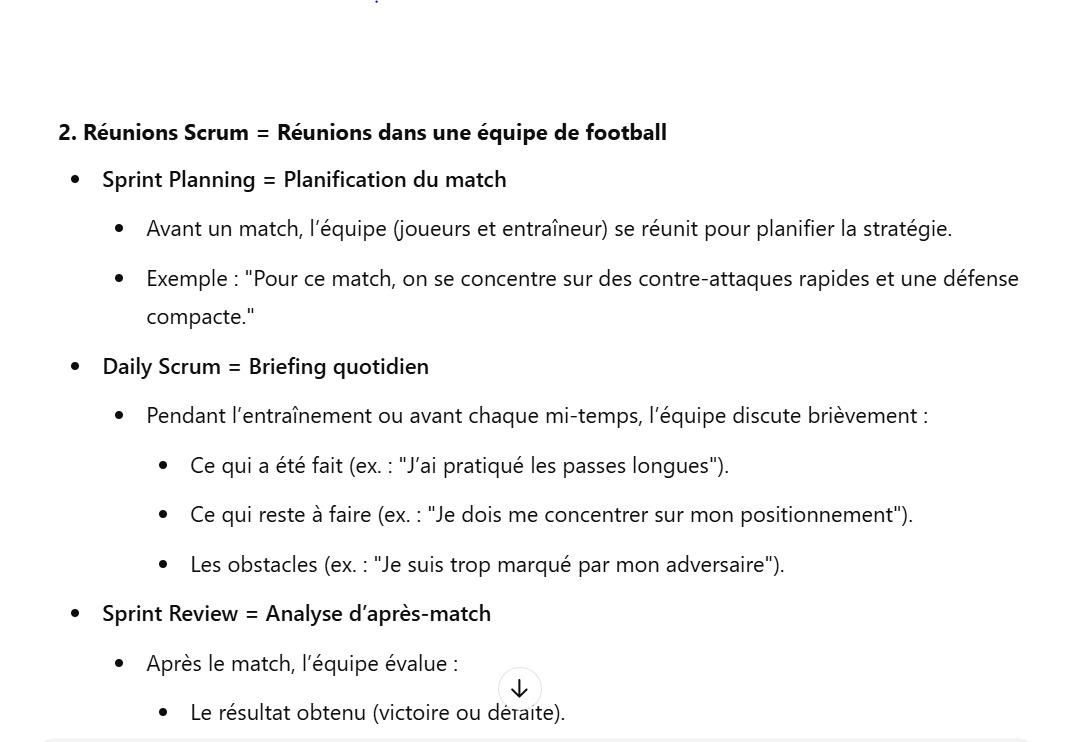 2. Réunions Scrum = Réunions dans une équipe de football
• Sprint Planning = Planification du match
• Avant un match, l’équipe (joueurs et entraîneur) se réunit pour planifier la stratégie.
• Exemple : "Pour ce match, on se concentre sur des contre-attaques rapides et une défense
compacte."
• Daily Scrum = Briefing quotidien
• Pendant l’entraînement ou avant chaque mi-temps, l’équipe discute brièvement :
• Ce qui a été fait (ex. : "J’ai pratiqué les passes longues").
• Ce qui reste à faire (ex. : "Je dois me concentrer sur mon positionnement").
• Les obstacles (ex. : "Je suis trop marqué par mon adversaire").
• Sprint Review = Analyse d’après-match
• Après le match, l’équipe évalue :
• Le résultat obtenu (victoire ou défaite).